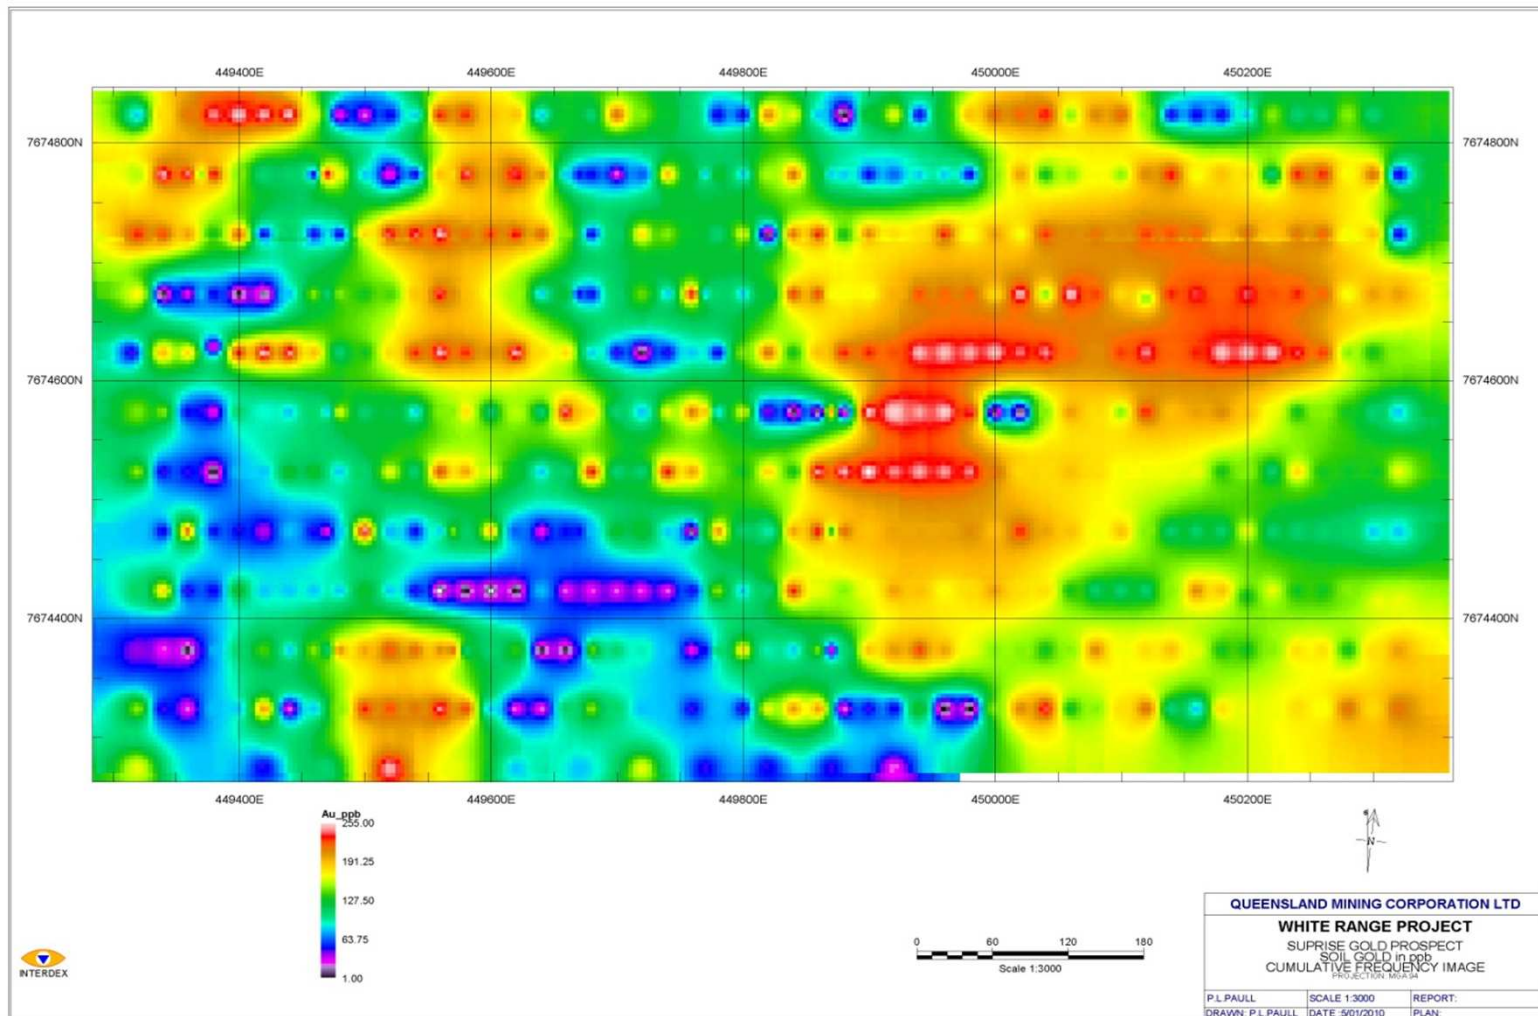 449400E 449600E 449800E 450000E 450200E
7674800N 7674800N
7674600N 7674600N
7674400N 7674400N
449400E 449600E 449800E 450000E 450200E
Au_ppb
255.00
191.25
127.50
63.75
1.00
INTERDEX
0 60 120 180
Scale 1:3000
N
QUEENSLAND MINING CORPORATION LTD
WHITE RANGE PROJECT
SUPRISE GOLD PROSPECT
SOIL GOLD in ppb
CUMULATIVE FREQUENCY IMAGE
PROJECTION: MGA94
P.L.PAULL SCALE 1:3000 REPORT:
DRAWN: P.L.PAULL DATE :5/01/2010 PLAN: